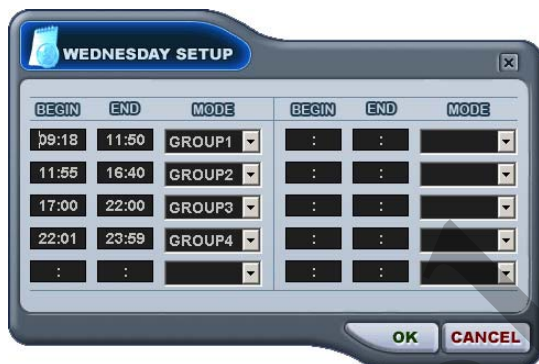 WEDNESDAY SETUP
BEGIN END MODE BEGIN END MODE
09:18 11:50 GROUP1 : :
11:55 16:40 GROUP2 : :
17:00 22:00 GROUP3 : :
22:01 23:59 GROUP4 : :
: : : :
OK CANCEL